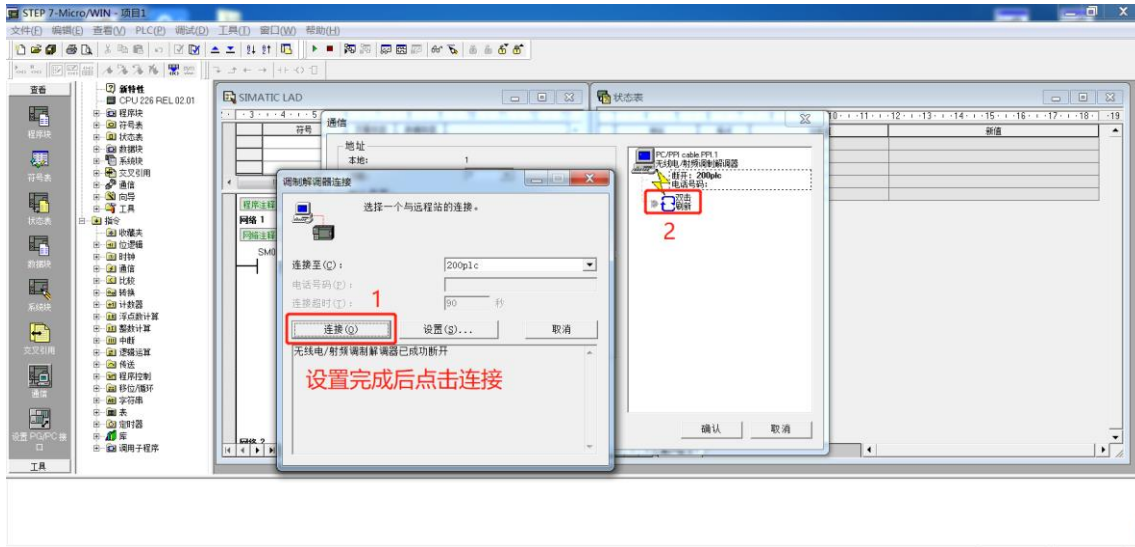 STEP 7-Micro/WIN - 项目1
文件(F) 编辑(E) 查看(V) PLC(P) 调试(D) 工具(T) 窗口(W) 帮助(H)
查看
程序块
符号表
状态表
数据块
系统块
交叉引用
通信
设置 PG/PC 接口
工具
新特性
CPU 226 REL 02.01
程序块
符号表
状态表
数据块
系统块
交叉引用
通信
向导
工具
指令
收藏夹
位逻辑
时钟
通信
比较
转换
计数器
浮点数计算
整数计算
中断
逻辑运算
传送
程序控制
移位/循环
字符串
表
定时器
库
调用子程序
SIMATIC LAD
· 3 · · · 4 · · · 5
符号
网络 1
SM0
网络 2
通信
地址
本地: 1
PC/PPI cable.PPI.1
无线电/射频调制解调器
断开: 200plc
电话号码:
双击
刷新
2
确认 取消
调制解调器连接
选择一个与远程站的连接。
连接至(C): 200plc
电话号码(P):
连接超时(T): 90 秒
1
连接(O) 设置(S)... 取消
无线电/射频调制解调器已成功断开
设置完成后点击连接
状态表
10 · · · 11 · · · 12 · · · 13 · · · 14 · · · 15 · · · 16 · · · 17 · · · 18 · · · 19
新值